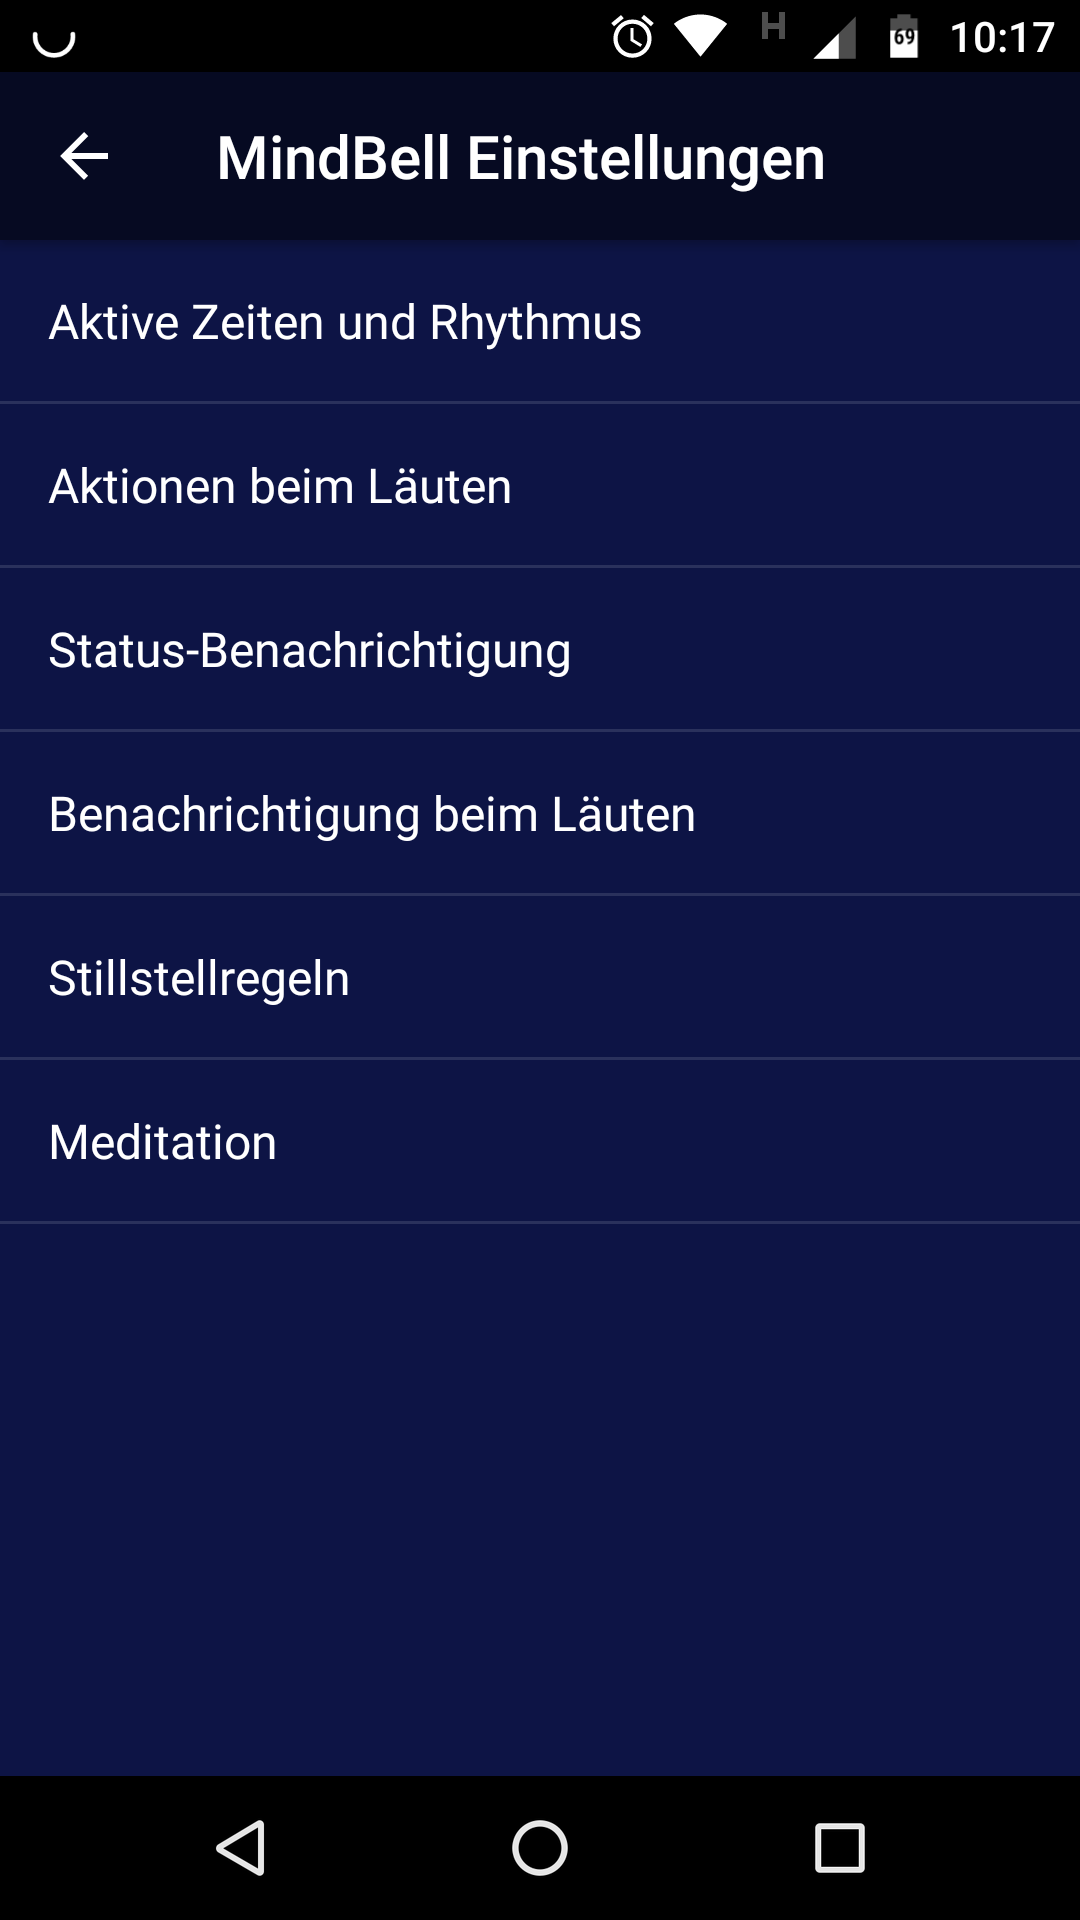 H 69 10:17
MindBell Einstellungen
Aktive Zeiten und Rhythmus
Aktionen beim Läuten
Status-Benachrichtigung
Benachrichtigung beim Läuten
Stillstellregeln
Meditation